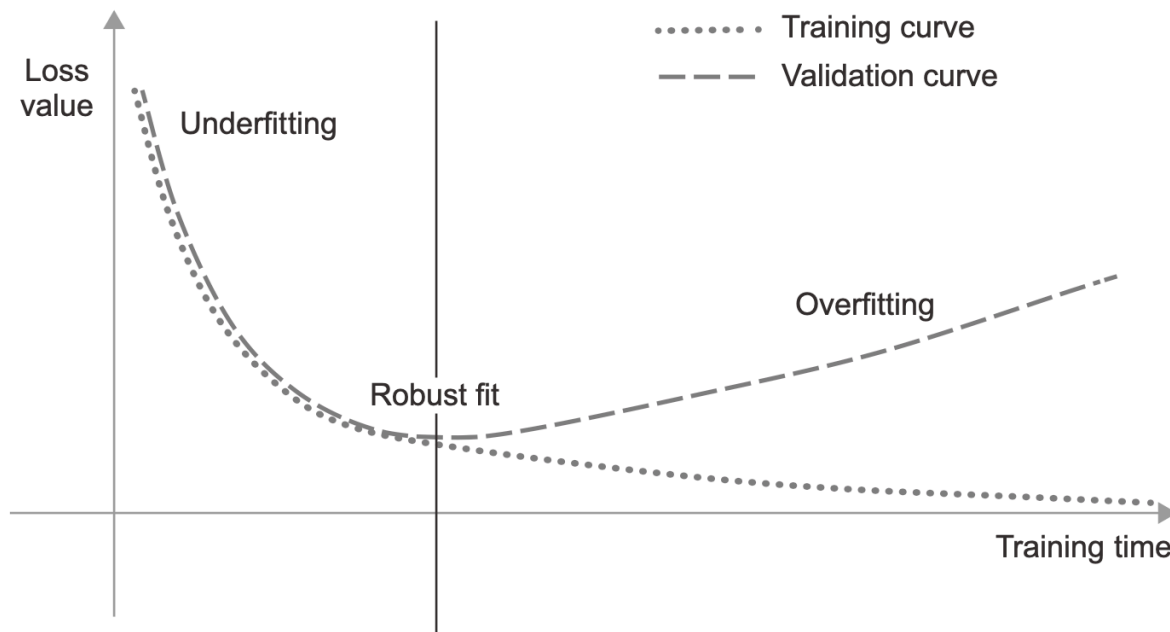 Loss
value
Training curve
Validation curve
Underfitting
Overfitting
Robust fit
Training time